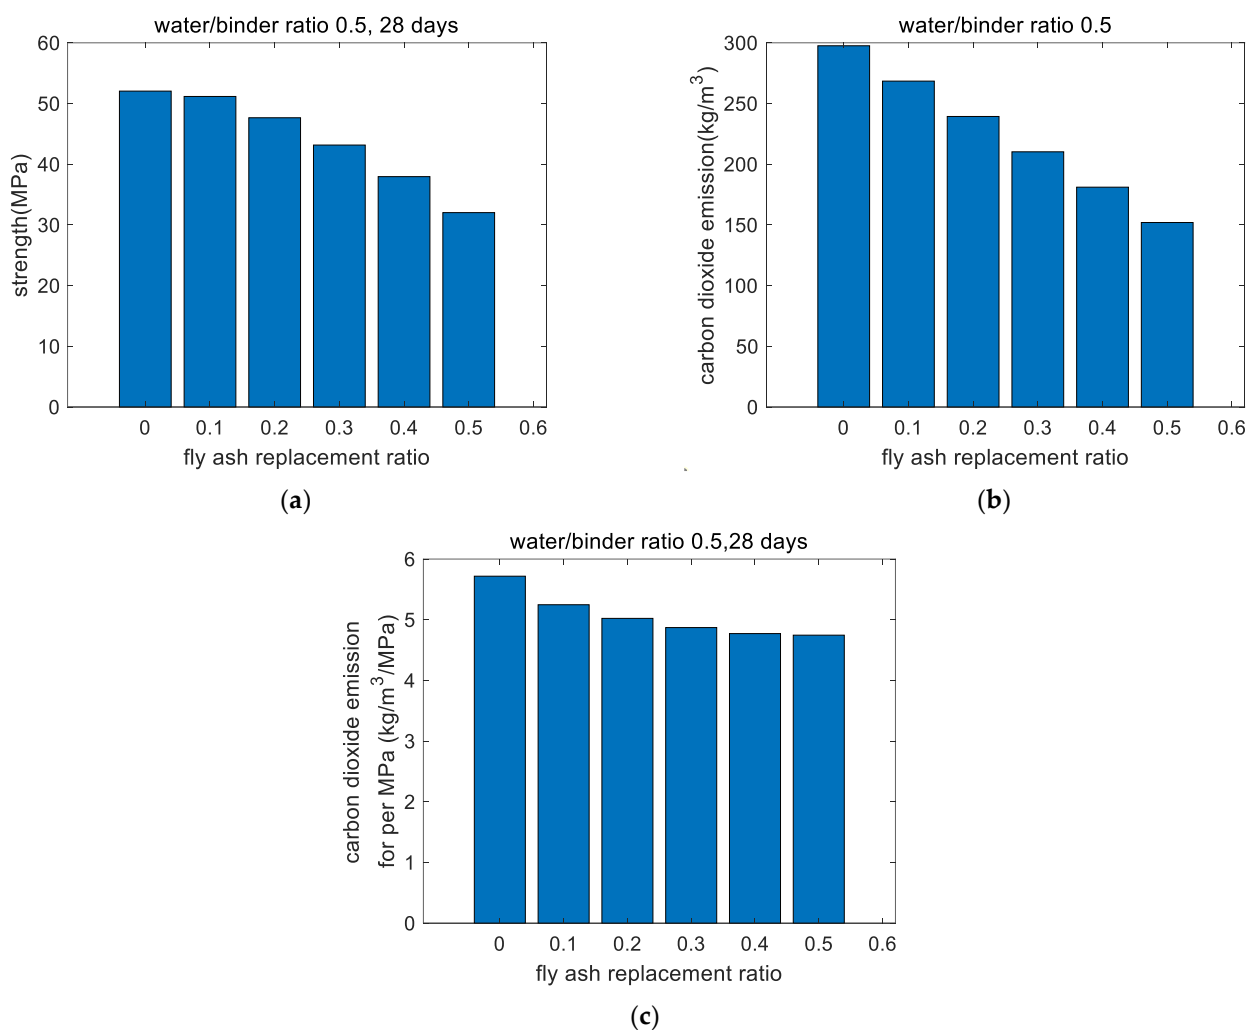 water/binder ratio 0.5, 28 days
60
50
40
30
20
10
0
strength(MPa)
0 0.1 0.2 0.3 0.4 0.5 0.6
fly ash replacement ratio
(a)
water/binder ratio 0.5
300
250
200
150
100
50
0
carbon dioxide emission(kg/m³)
0 0.1 0.2 0.3 0.4 0.5 0.6
fly ash replacement ratio
(b)
water/binder ratio 0.5,28 days
6
5
4
3
2
1
0
carbon dioxide emission
for per MPa (kg/m³/MPa)
0 0.1 0.2 0.3 0.4 0.5 0.6
fly ash replacement ratio
(c)